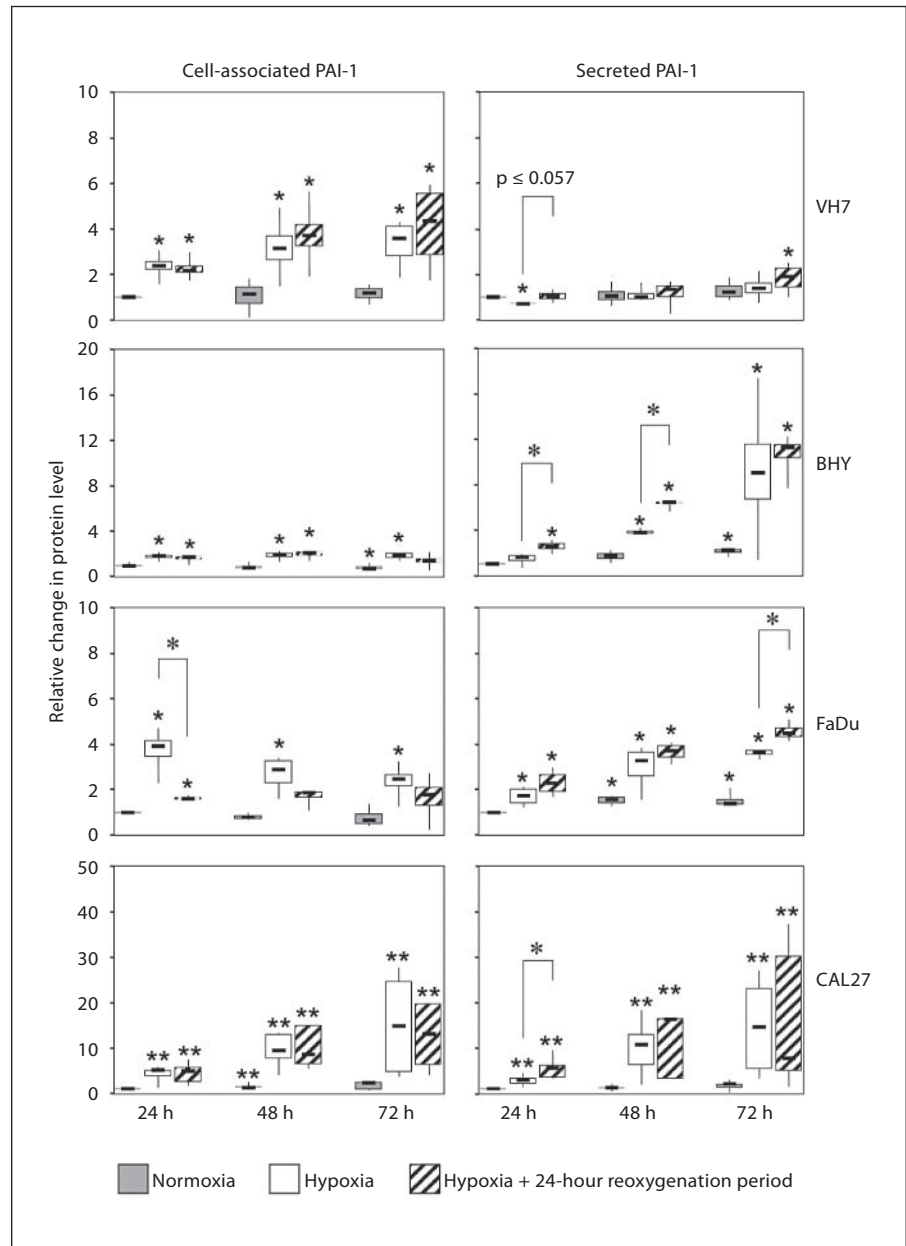 Cell-associated PAI-1 Secreted PAI-1
10
8
6
4
2
0
* * * * * *
p ≤ 0.057
* *
VH7
20
16
12
8
4
0
* * * * * *
* * * * * * * *
BHY
Relative change in protein level
10
8
6
4
2
0
* * * * *
* * * * * * * * *
FaDu
50
40
30
20
10
0
** ** ** ** ** ** **
* ** ** ** ** ** **
CAL27
24 h 48 h 72 h 24 h 48 h 72 h
Normoxia Hypoxia Hypoxia + 24-hour reoxygenation period